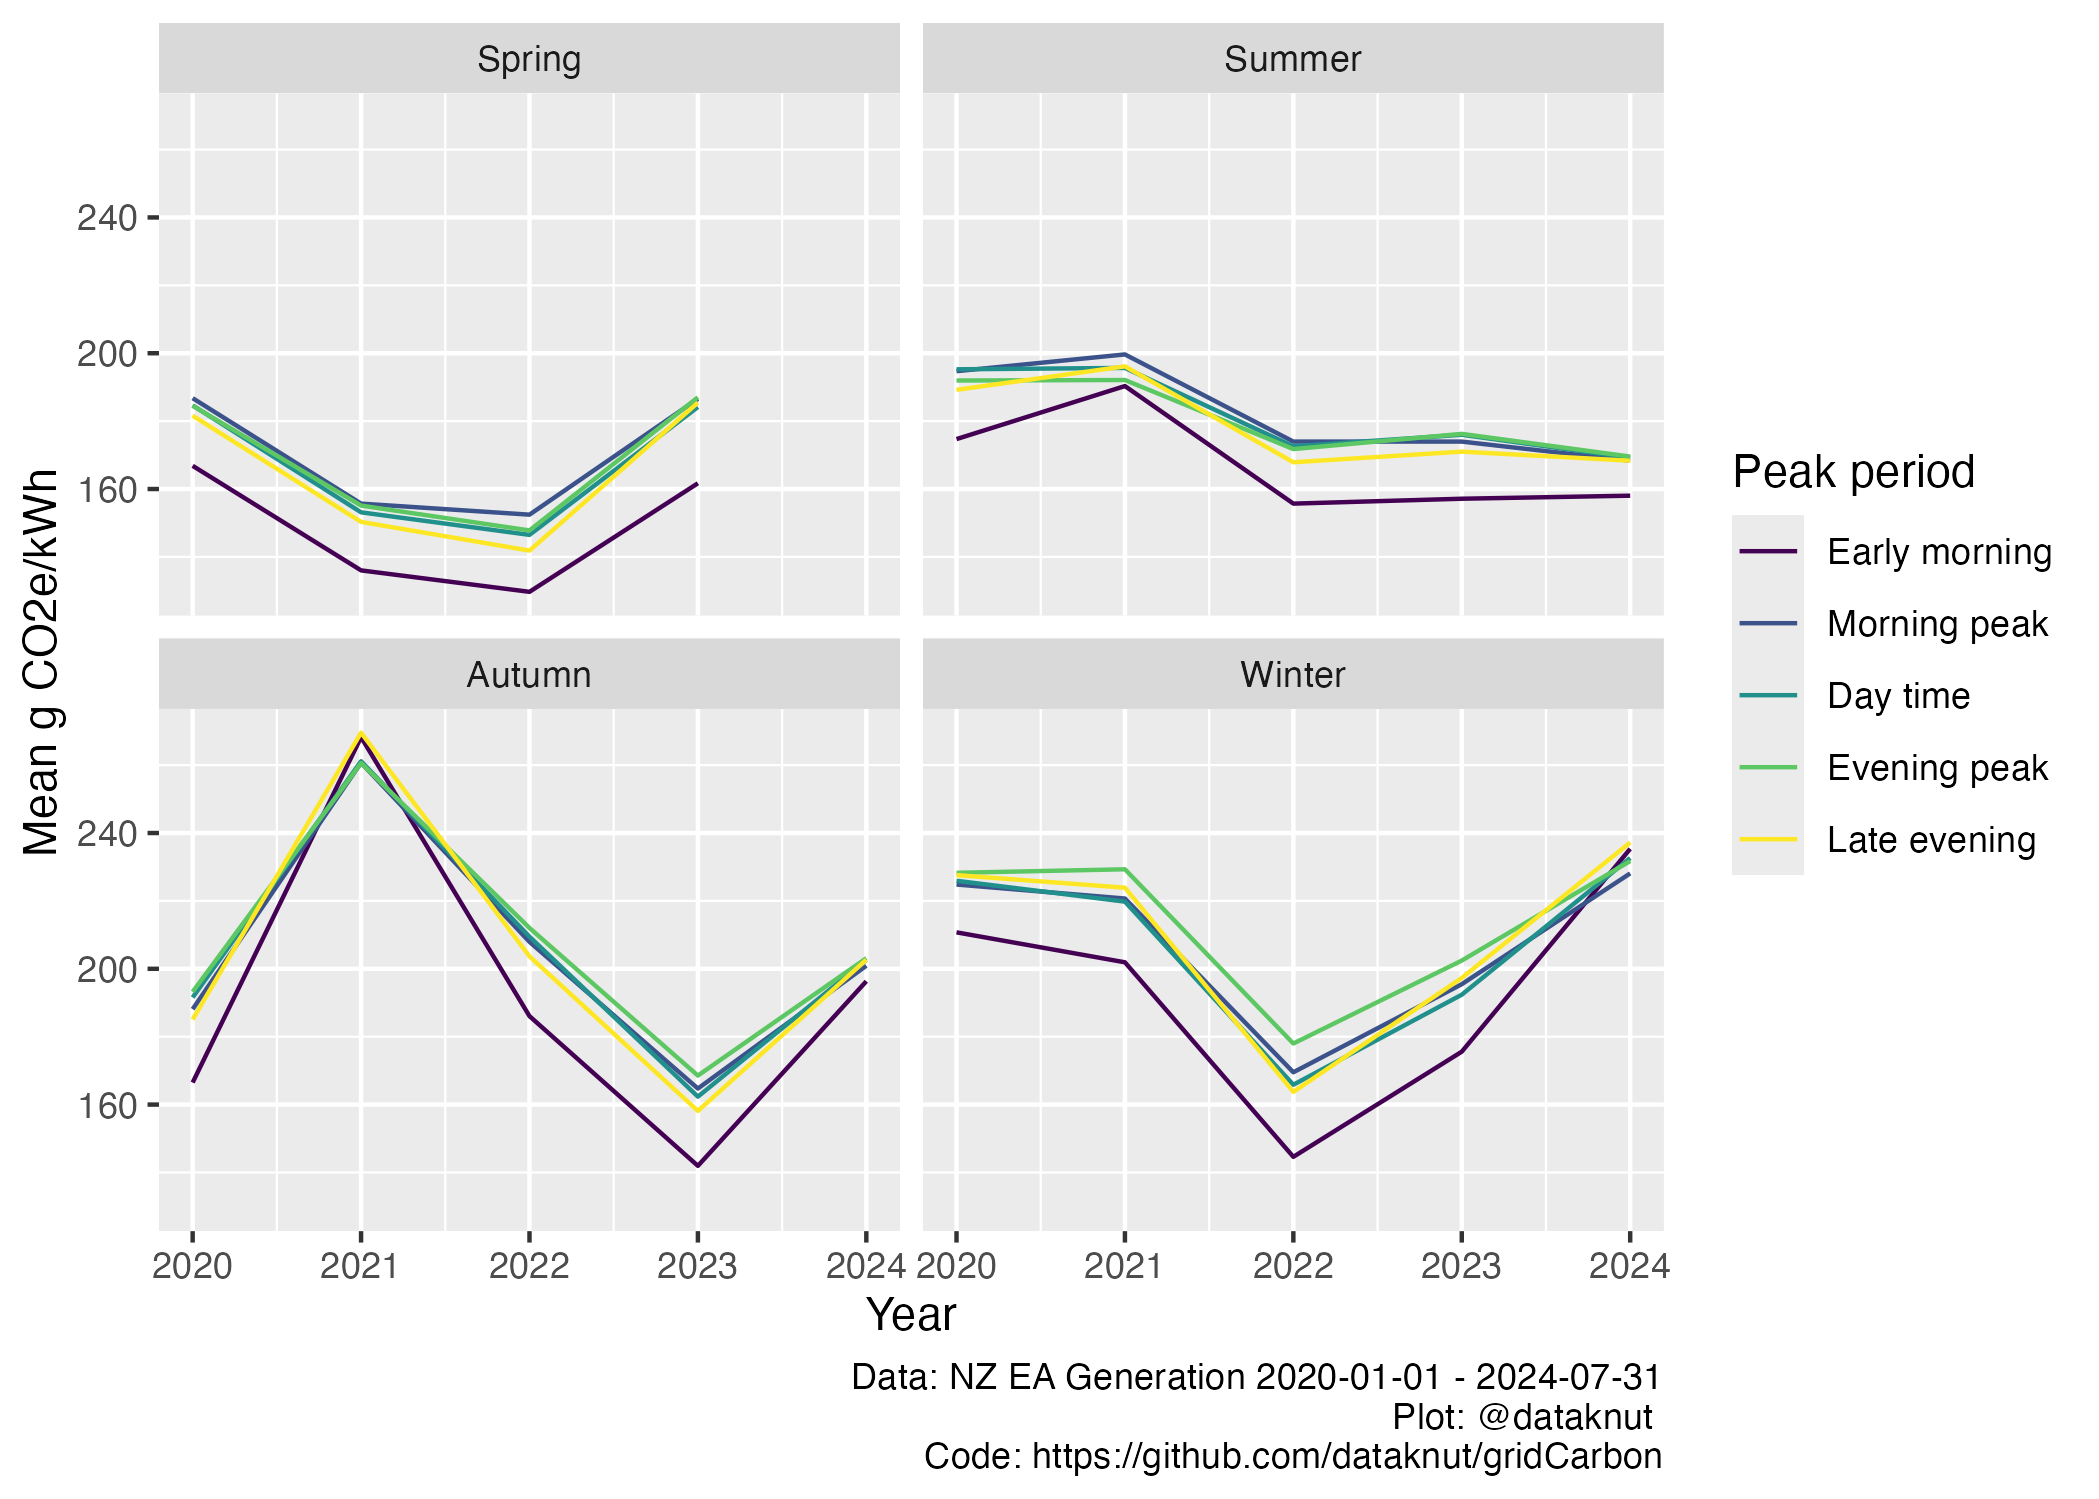 Spring
Summer
240
200
160
Mean g CO2e/kWh
Autumn
Winter
240
200
160
2020 2021 2022 2023 2024 2020 2021 2022 2023 2024
Year
Peak period
Early morning
Morning peak
Day time
Evening peak
Late evening
Data: NZ EA Generation 2020-01-01 - 2024-07-31
Plot: @dataknut
Code: https://github.com/dataknut/gridCarbon